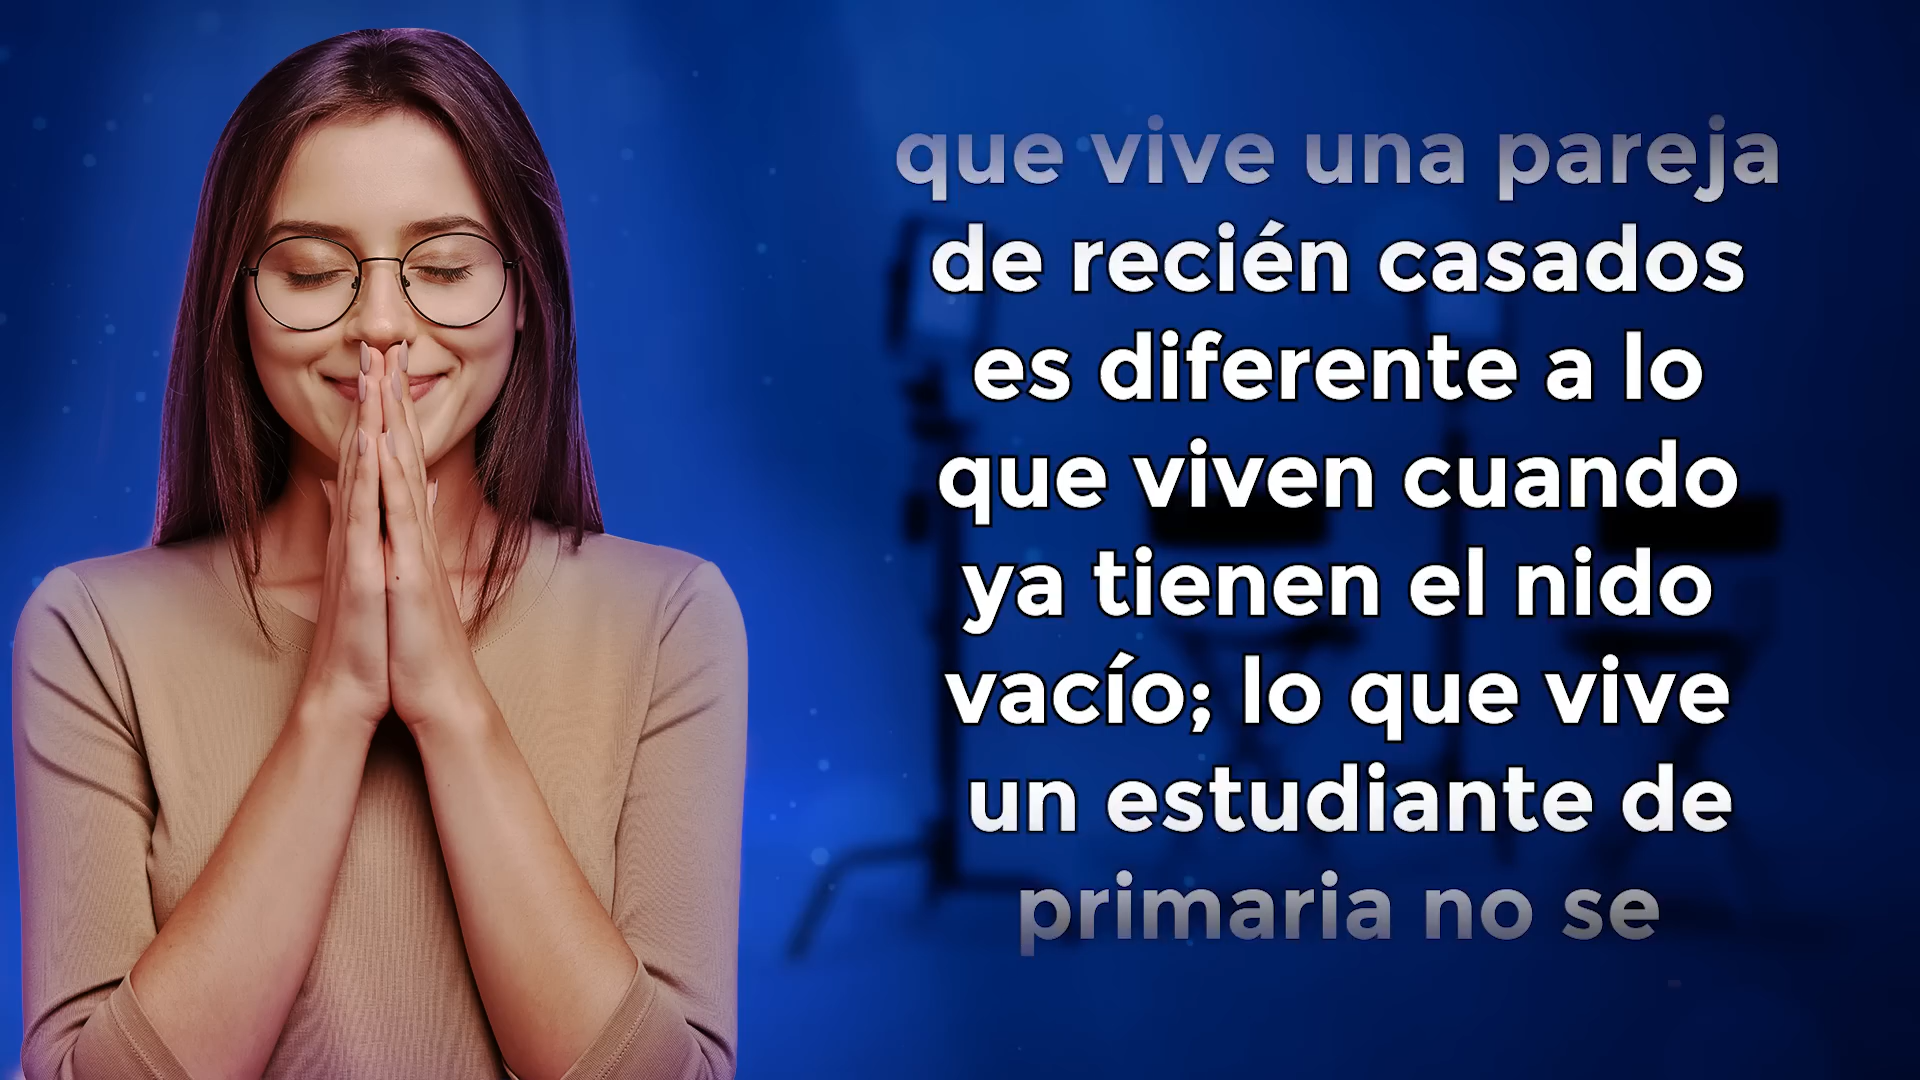 que vive una pareja
de recién casados
es diferente a lo
que viven cuando
ya tienen el nido
vacío; lo que vive
un estudiante de
primaria no se